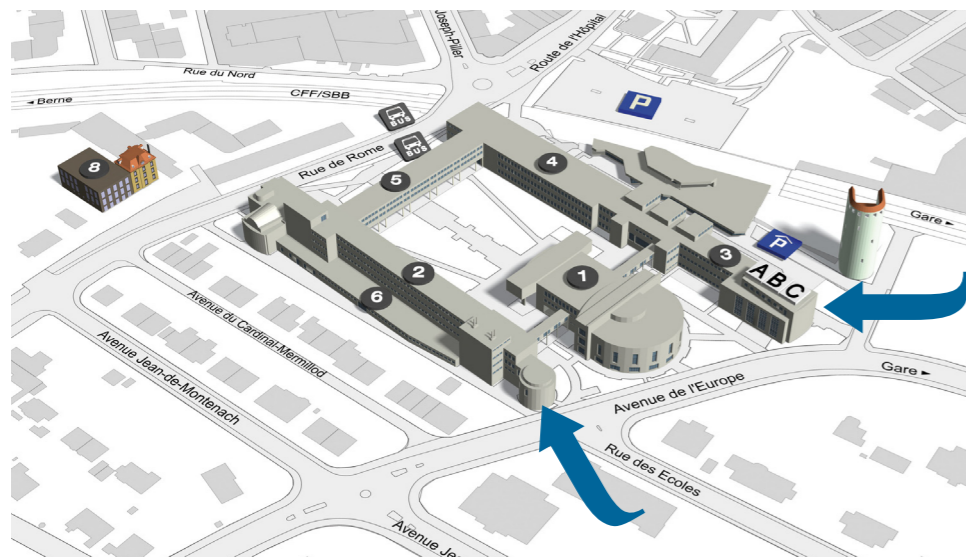 Joseph-Piller
Route de l'Hôpital
Rue du Nord
CFF/SBB
◄ Berne
P
BUS
BUS
Rue de Rome
4
8
5
Gare ►
P
3
1
ABC
2
6
Avenue du Cardinal-Mermillod
Avenue Jean-de-Montenach
Gare ►
Avenue de l'Europe
Rue des Ecoles
Avenue Je